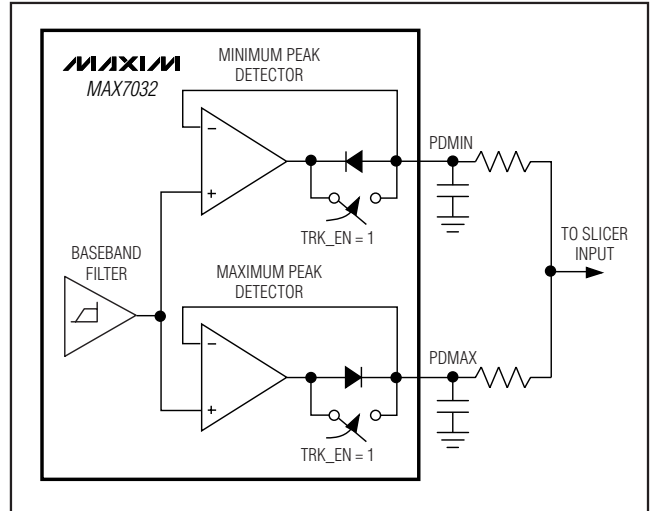 MAXIM
MAX7032
MINIMUM PEAK
DETECTOR
−
+
PDMIN
TRK_EN = 1
TO SLICER
INPUT
BASEBAND
FILTER
MAXIMUM PEAK
DETECTOR
−
+
PDMAX
TRK_EN = 1